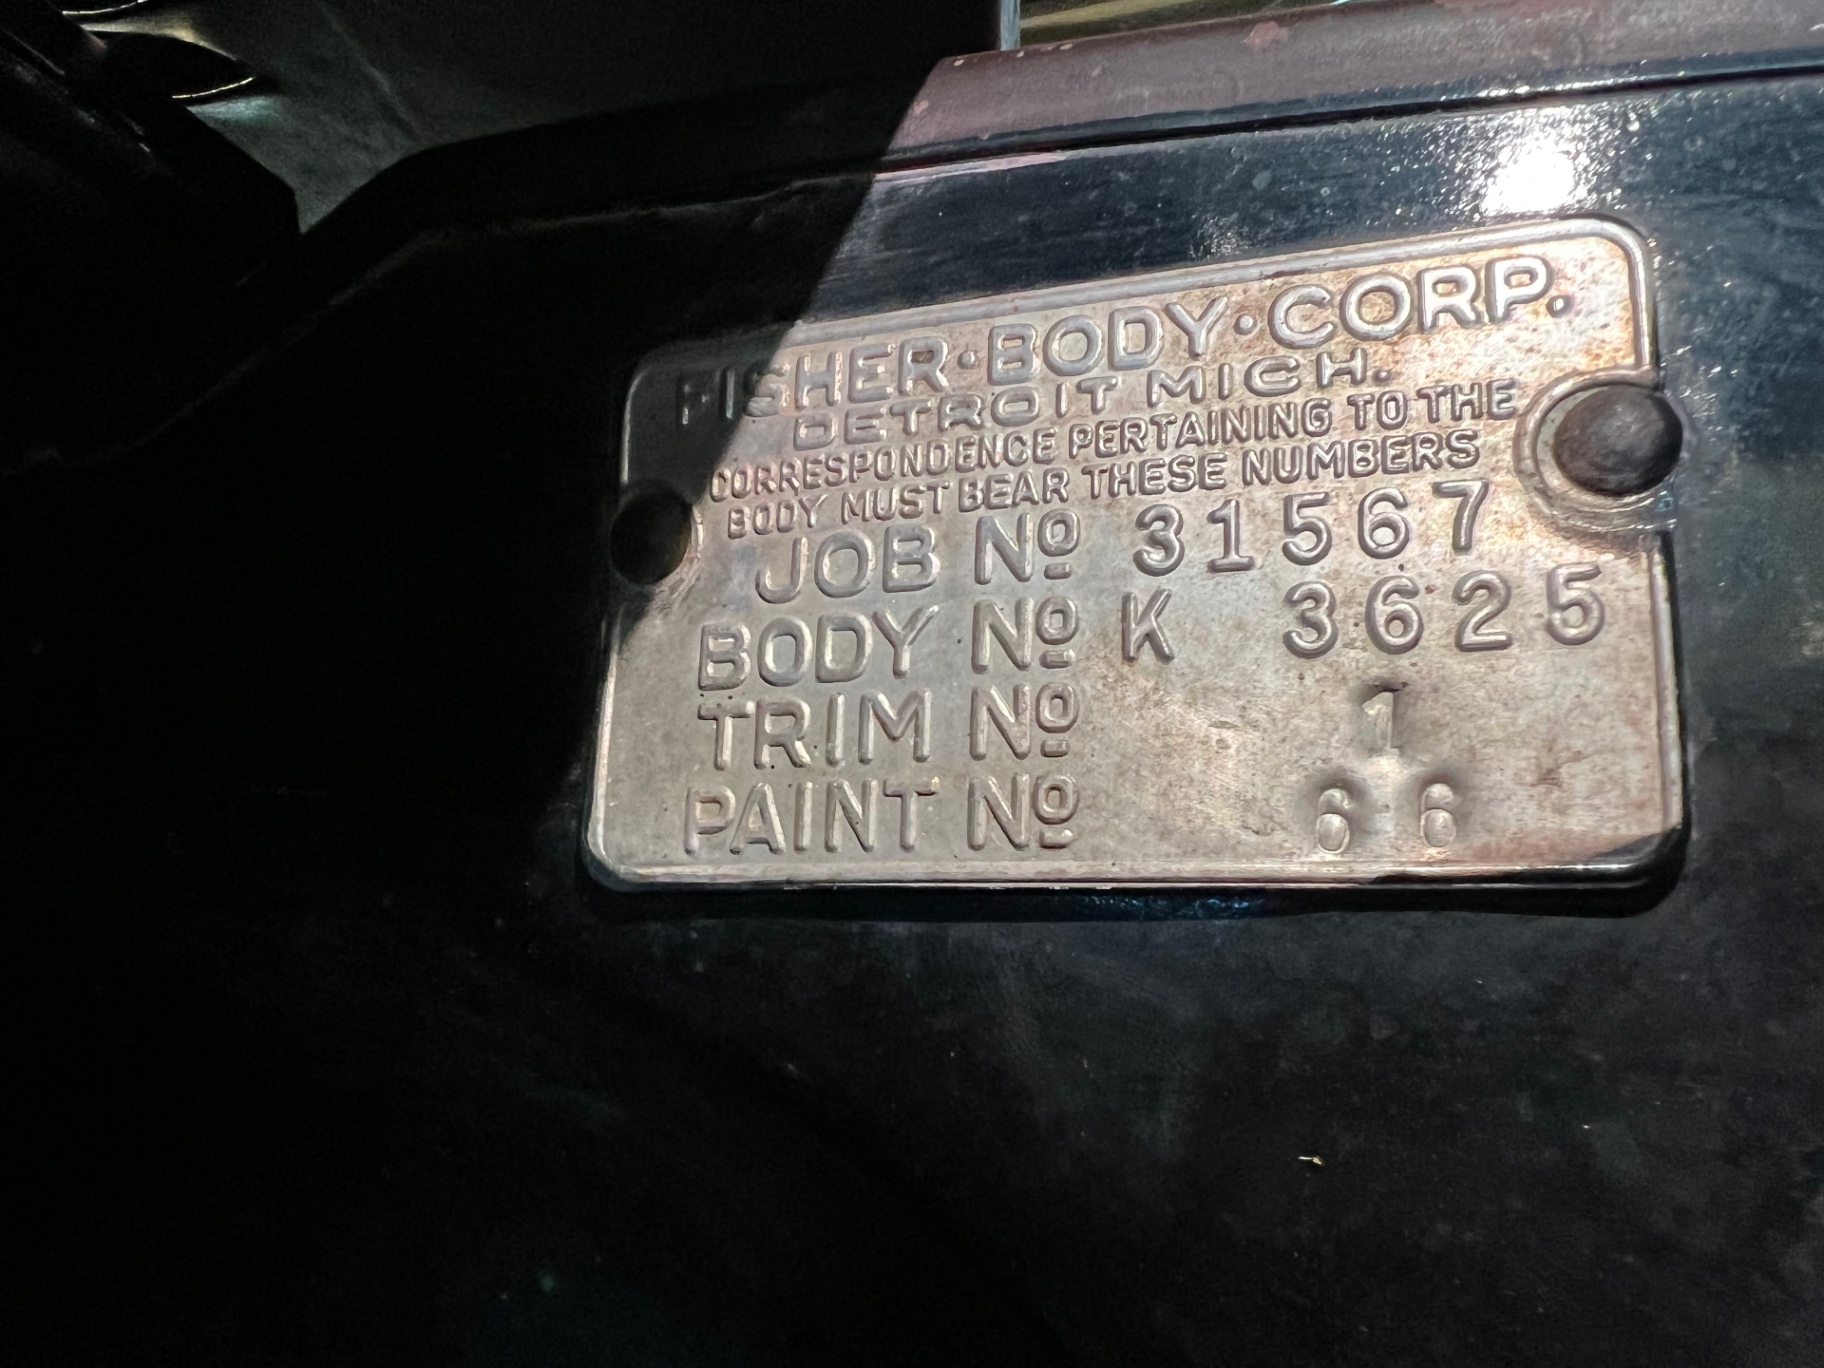 FISHER·BODY·CORP.
DETROIT MICH.
CORRESPONDENCE PERTAINING TO THE
BODY MUST BEAR THESE NUMBERS
JOB Nº 31567
BODY Nº K 3625
TRIM Nº 1
PAINT Nº 66